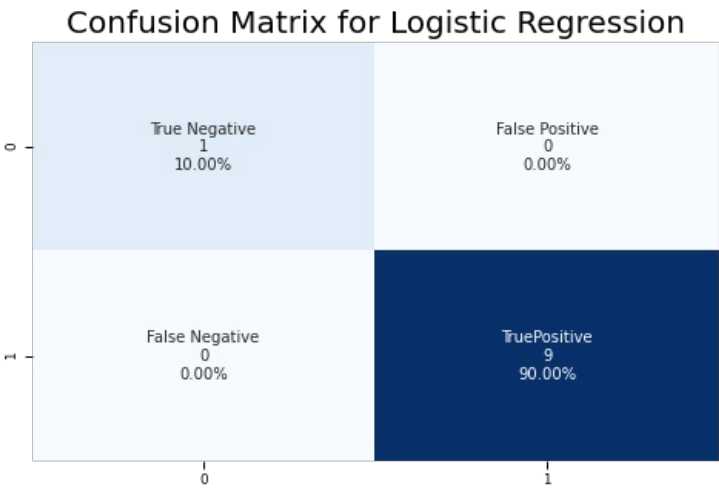 Confusion Matrix for Logistic Regression
0
True Negative
1
10.00%
False Positive
0
0.00%
1
False Negative
0
0.00%
TruePositive
9
90.00%
0
1